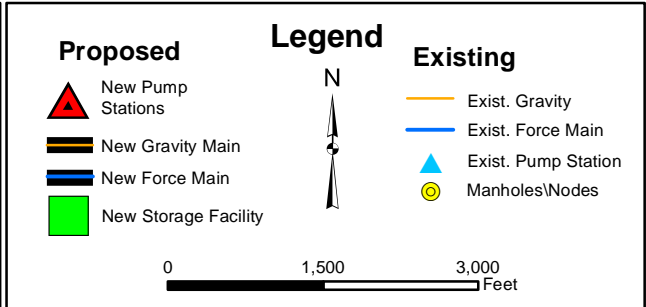 Legend
Proposed
New Pump
Stations
New Gravity Main
New Force Main
New Storage Facility
N
Existing
Exist. Gravity
Exist. Force Main
Exist. Pump Station
Manholes\Nodes
0 1,500 3,000
Feet